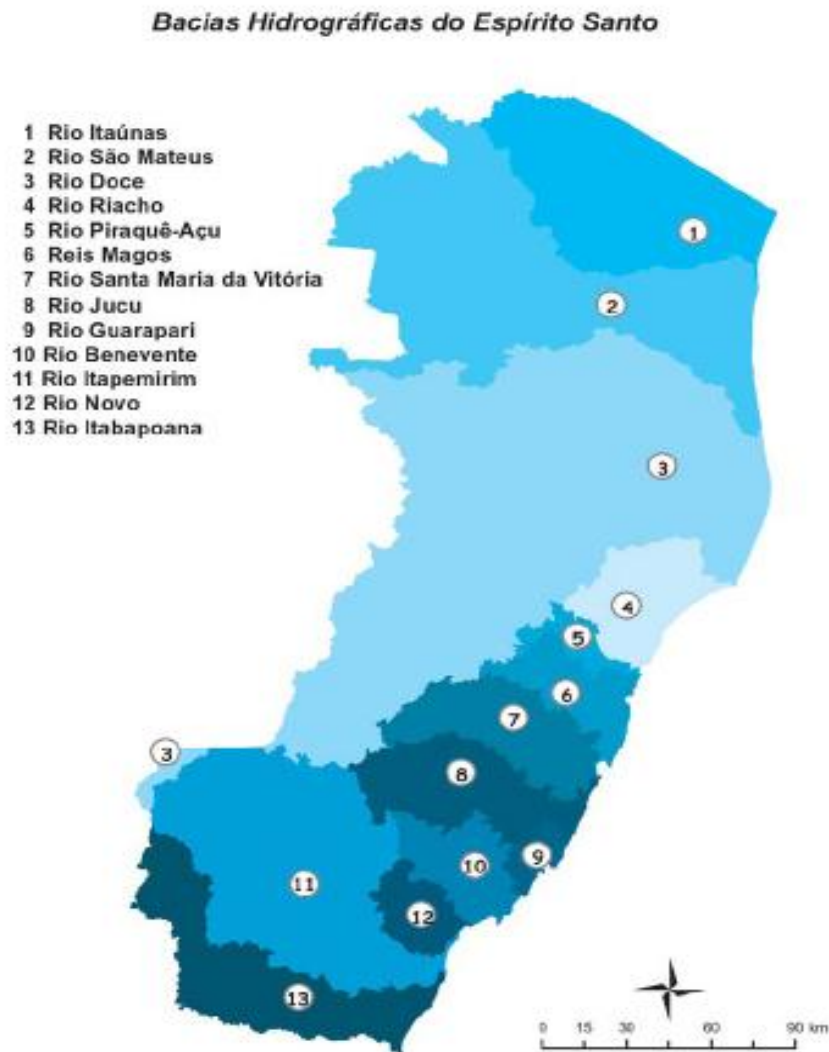 Bacias Hidrográficas do Espírito Santo
1 Rio Itaúnas
2 Rio São Mateus
3 Rio Doce
4 Rio Riacho
5 Rio Piraquê-Açu
6 Reis Magos
7 Rio Santa Maria da Vitória
8 Rio Jucu
9 Rio Guarapari
10 Rio Benevente
11 Rio Itapemirim
12 Rio Novo
13 Rio Itabapoana
1
2
3
4
5
6
7
3
8
9
10
11
12
13
0 15 30 60 90 km